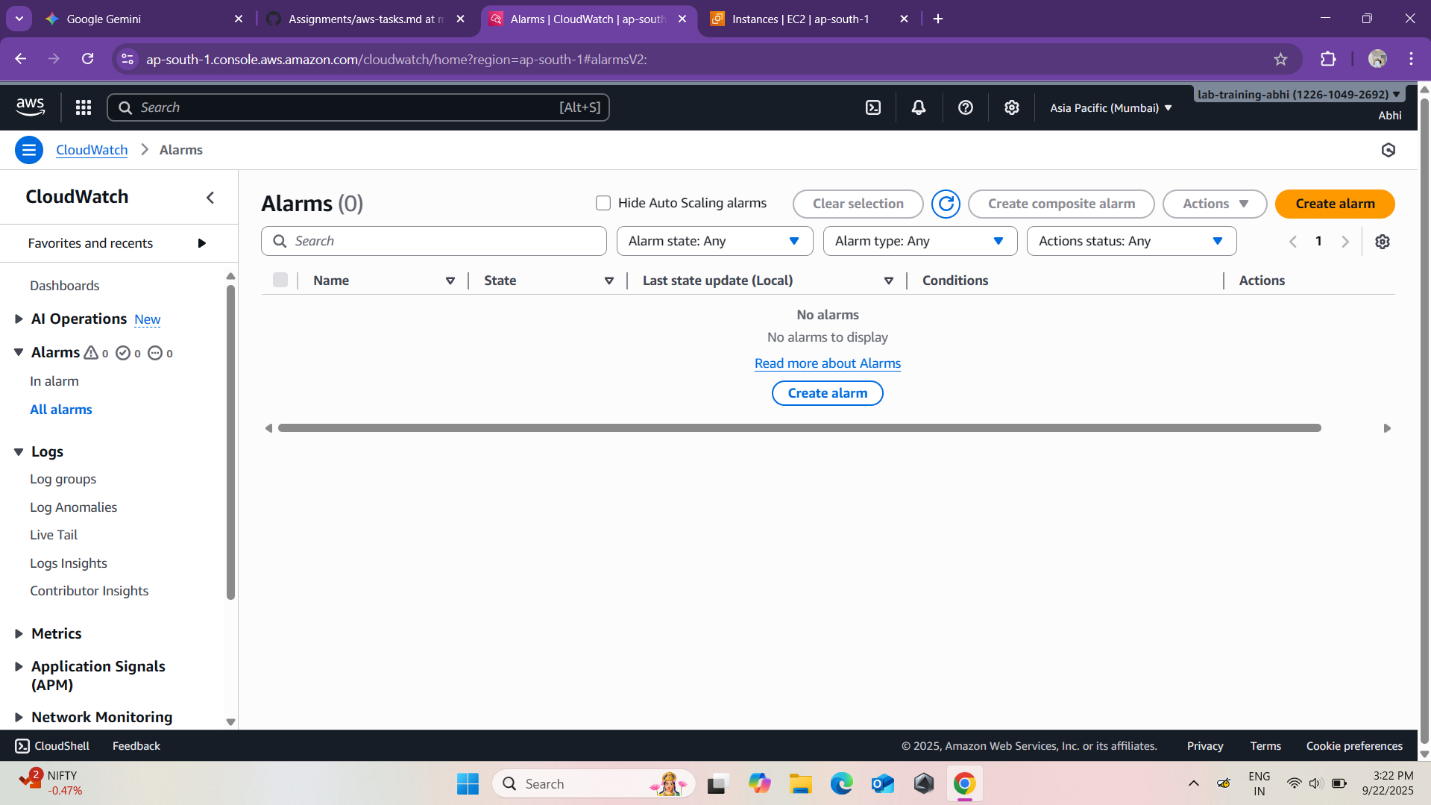 Google Gemini
Assignments/aws-tasks.md at m
Alarms | CloudWatch | ap-south
Instances | EC2 | ap-south-1
ap-south-1.console.aws.amazon.com/cloudwatch/home?region=ap-south-1#alarmsV2:
aws
Search [Alt+S]
Asia Pacific (Mumbai)
lab-training-abhi (1226-1049-2692)
Abhi
CloudWatch
Alarms
CloudWatch
Favorites and recents
Dashboards
AI Operations New
Alarms 0 0 0
In alarm
All alarms
Logs
Log groups
Log Anomalies
Live Tail
Logs Insights
Contributor Insights
Metrics
Application Signals
(APM)
Network Monitoring
Alarms (0)
Hide Auto Scaling alarms
Clear selection
Create composite alarm
Actions
Create alarm
Search
Alarm state: Any
Alarm type: Any
Actions status: Any
1
Name
State
Last state update (Local)
Conditions
Actions
No alarms
No alarms to display
Read more about Alarms
Create alarm
CloudShell
Feedback
© 2025, Amazon Web Services, Inc. or its affiliates.
Privacy
Terms
Cookie preferences
2
NIFTY
-0.47%
Search
ENG
IN
3:22 PM
9/22/2025